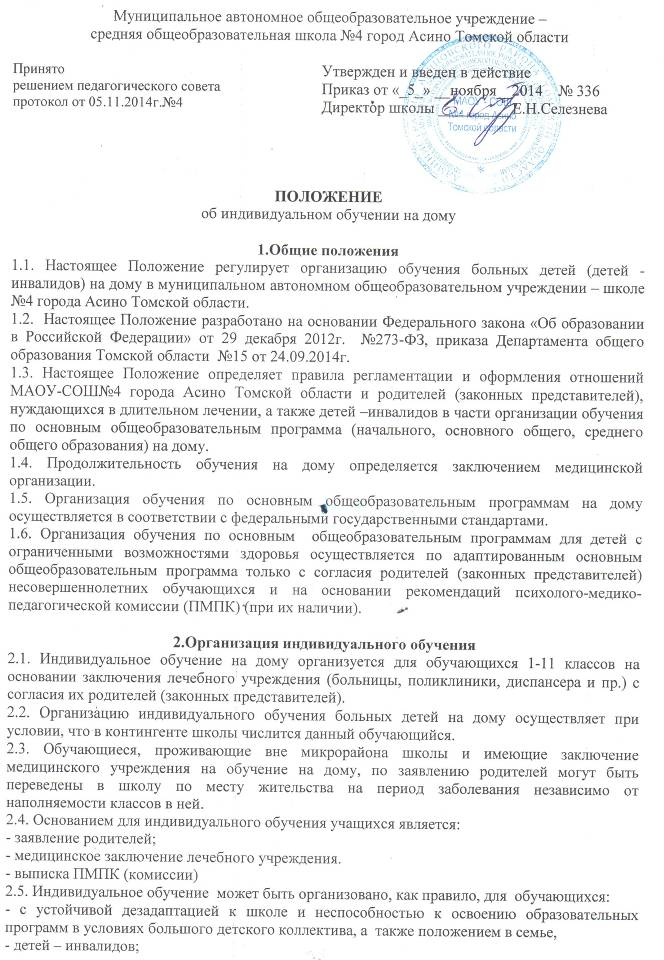 Муниципальное автономное общеобразовательное учреждение –
средняя общеобразовательная школа №4 город Асино Томской области
Принято
решением педагогического совета
протокол от 05.11.2014г.№4
Утвержден и введен в действие
Приказ от « 5 » ноября 2014 № 336
Директор школы Е.Н.Селезнева
МАОУ - СОШ
№4 город Асино
Томской области
ПОЛОЖЕНИЕ
об индивидуальном обучении на дому
1.Общие положения
1.1. Настоящее Положение регулирует организацию обучения больных детей (детей -
инвалидов) на дому в муниципальном автономном общеобразовательном учреждении – школе
№4 города Асино Томской области.
1.2. Настоящее Положение разработано на основании Федерального закона «Об образовании
в Российской Федерации» от 29 декабря 2012г. №273-ФЗ, приказа Департамента общего
образования Томской области №15 от 24.09.2014г.
1.3. Настоящее Положение определяет правила регламентации и оформления отношений
МАОУ-СОШ№4 города Асино Томской области и родителей (законных представителей),
нуждающихся в длительном лечении, а также детей –инвалидов в части организации обучения
по основным общеобразовательным программа (начального, основного общего, среднего
общего образования) на дому.
1.4. Продолжительность обучения на дому определяется заключением медицинской
организации.
1.5. Организация обучения по основным общеобразовательным программам на дому
осуществляется в соответствии с федеральными государственными стандартами.
1.6. Организация обучения по основным общеобразовательным программам для детей с
ограниченными возможностями здоровья осуществляется по адаптированным основным
общеобразовательным программа только с согласия родителей (законных представителей)
несовершеннолетних обучающихся и на основании рекомендаций психолого-медико-
педагогической комиссии (ПМПК) (при их наличии).
2.Организация индивидуального обучения
2.1. Индивидуальное обучение на дому организуется для обучающихся 1-11 классов на
основании заключения лечебного учреждения (больницы, поликлиники, диспансера и пр.) с
согласия их родителей (законных представителей).
2.2. Организацию индивидуального обучения больных детей на дому осуществляет при
условии, что в контингенте школы числится данный обучающийся.
2.3. Обучающиеся, проживающие вне микрорайона школы и имеющие заключение
медицинского учреждения на обучение на дому, по заявлению родителей могут быть
переведены в школу по месту жительства на период заболевания независимо от
наполняемости классов в ней.
2.4. Основанием для индивидуального обучения учащихся является:
- заявление родителей;
- медицинское заключение лечебного учреждения.
- выписка ПМПК (комиссии)
2.5. Индивидуальное обучение может быть организовано, как правило, для обучающихся:
- с устойчивой дезадаптацией к школе и неспособностью к освоению образовательных
программ в условиях большого детского коллектива, а также положением в семье,
- детей – инвалидов;